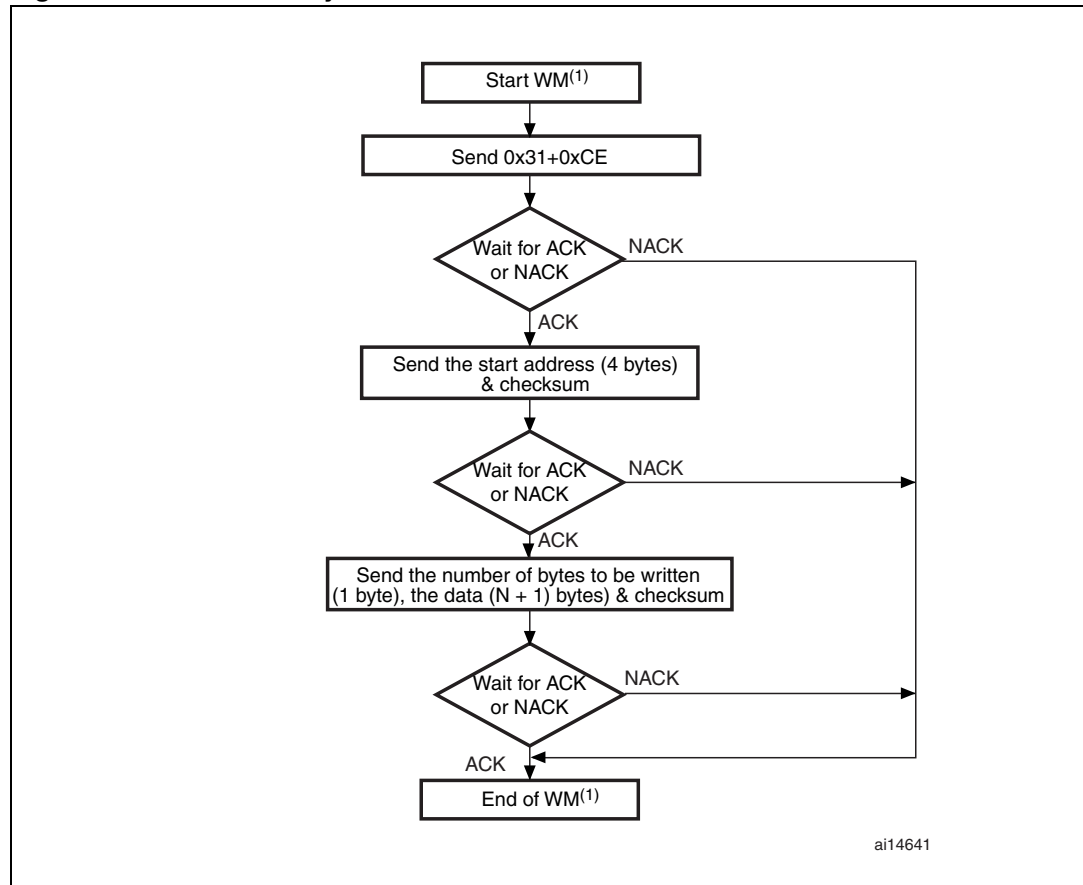 Start WM(1)
Send 0x31+0xCE
Wait for ACK
or NACK
NACK
ACK
Send the start address (4 bytes)
& checksum
Wait for ACK
or NACK
NACK
ACK
Send the number of bytes to be written
(1 byte), the data (N + 1) bytes) & checksum
Wait for ACK
or NACK
NACK
ACK
End of WM(1)
ai14641